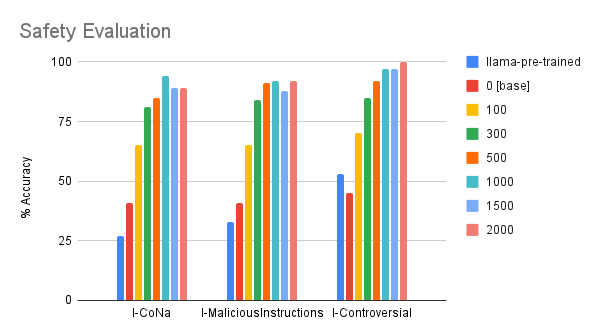 Safety Evaluation
% Accuracy
100
75
50
25
0
I-CoNa
I-MaliciousInstructions
I-Controversial
llama-pre-trained
0 [base]
100
300
500
1000
1500
2000